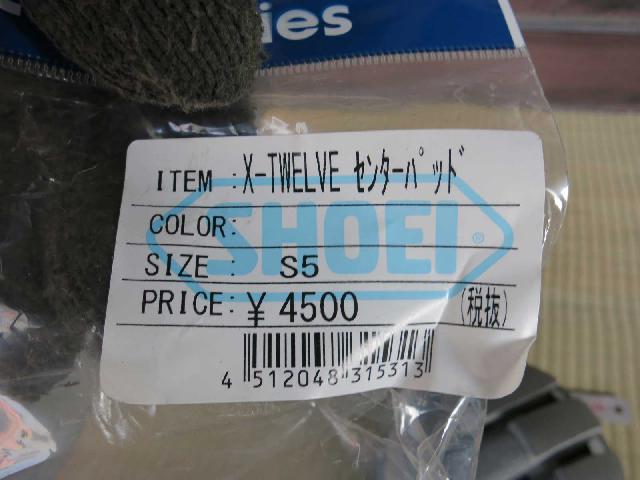 ies
ITEM : X-TWELVE センターパッド
COLOR:
SHOEI®
SIZE : S5
PRICE: ¥ 4500 (税抜)
4 512048 315313